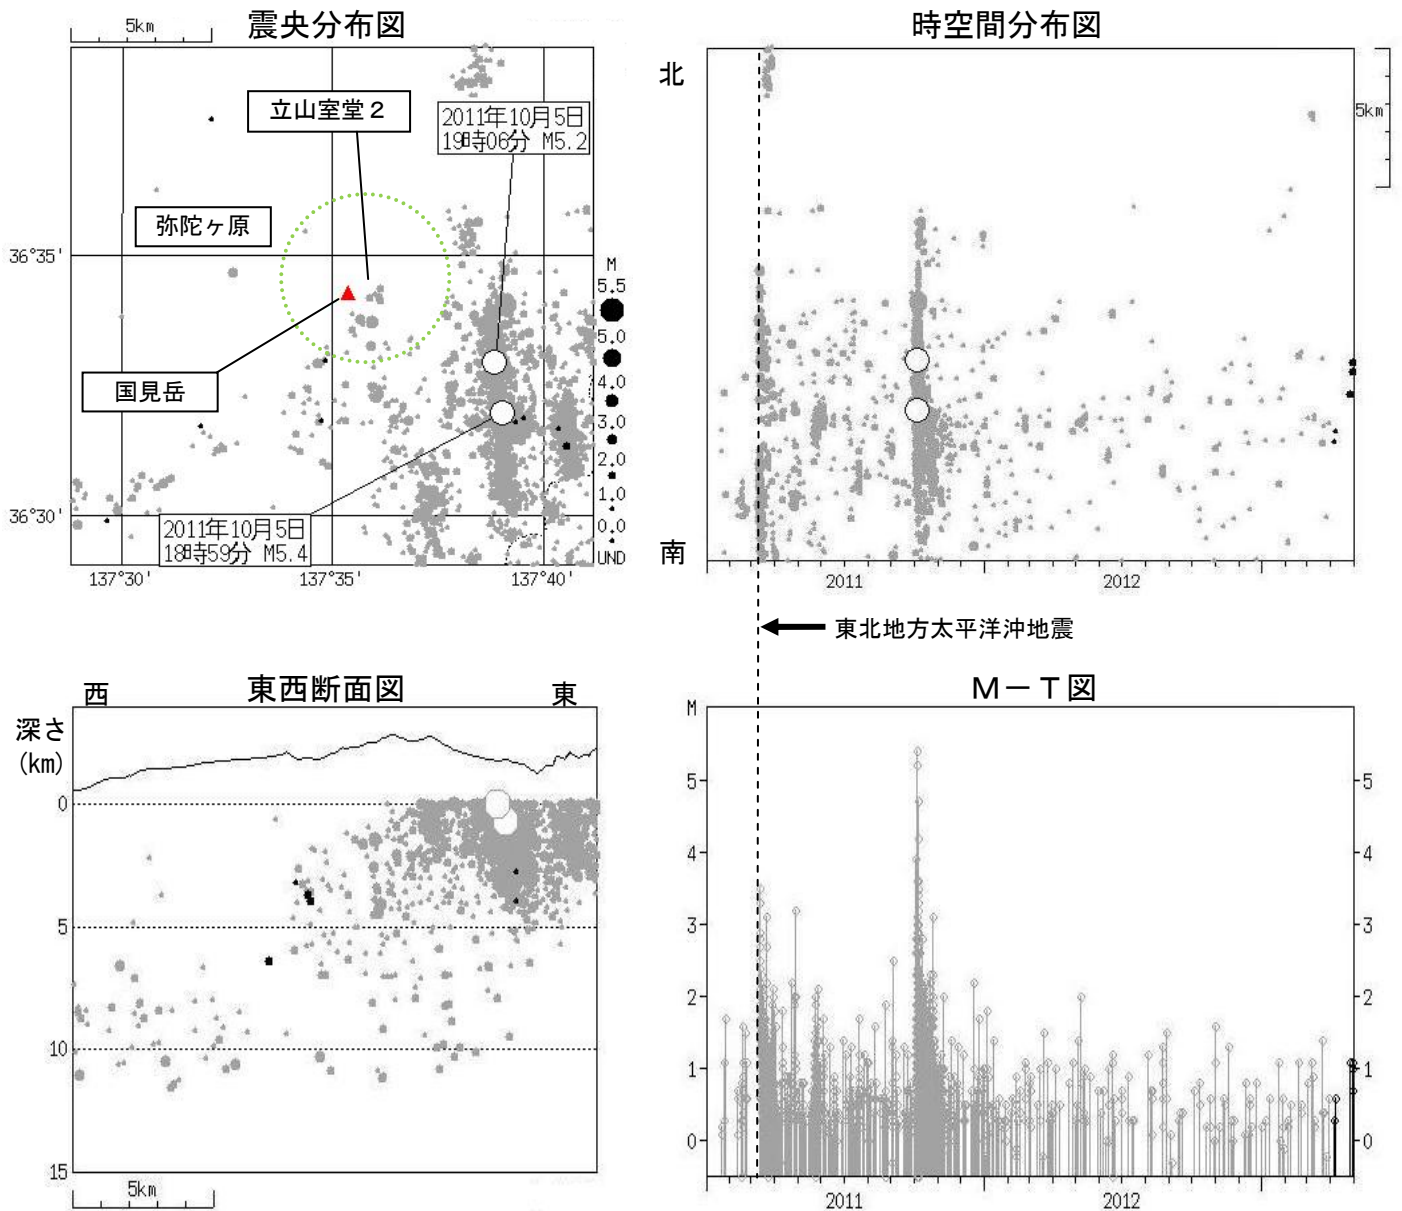 震央分布図
5km
立山室堂２
2011年10月5日
19時06分 M5.2
弥陀ヶ原
36°35'
国見岳
M
5.5
5.0
4.0
3.0
2.0
1.0
0.0
UND
36°30'
2011年10月5日
18時59分 M5.4
137°30'
137°35'
137°40'
時空間分布図
北
5km
南
2011
2012
東北地方太平洋沖地震
東西断面図
西
東
深さ
(km)
0
5
10
15
5km
Ｍ－Ｔ図
M
5
4
3
2
1
0
5
4
3
2
1
0
2011
2012